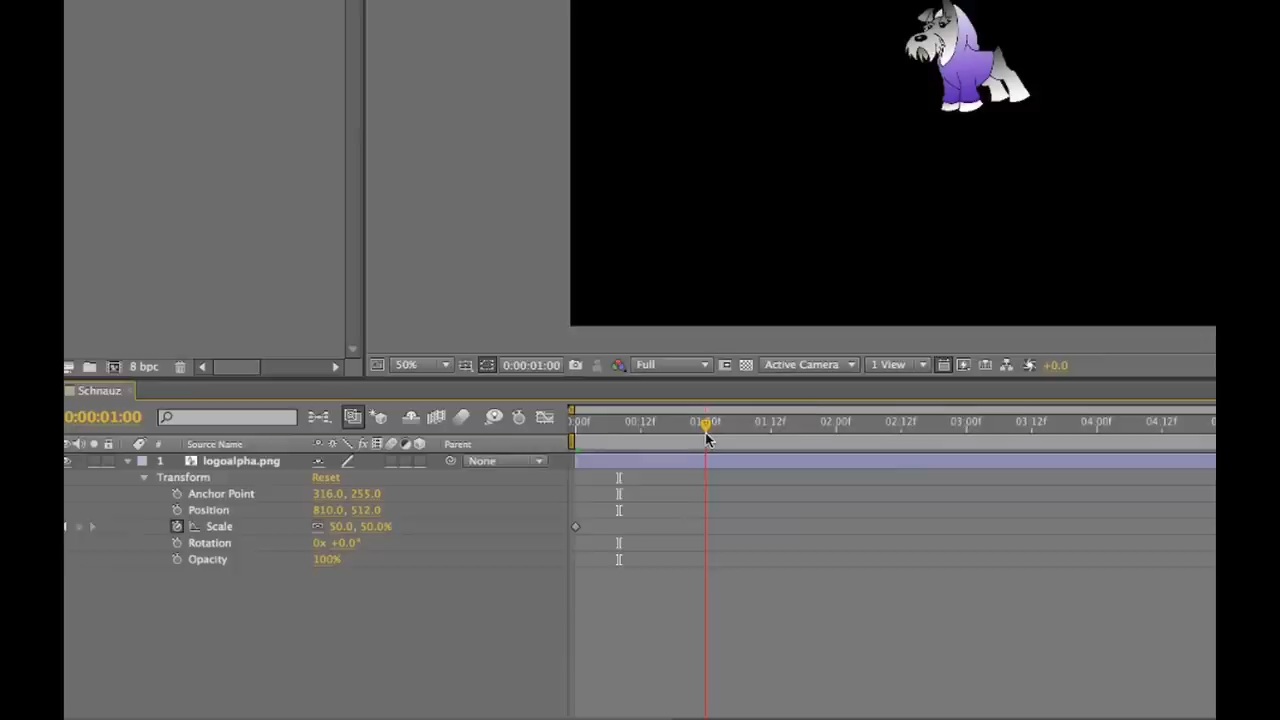 8 bpc 50% 0:00:01:00 Full Active Camera 1 View +0.0
Schnauz
0:00:01:00 00:12f 01:00f 01:12f 02:00f 02:12f 03:00f 03:12f 04:00f 04:12f
# Source Name fx Parent
1 logoalpha.png None
Transform Reset
Anchor Point 316.0, 255.0
Position 810.0, 512.0
Scale 50.0, 50.0%
Rotation 0x +0.0°
Opacity 100%